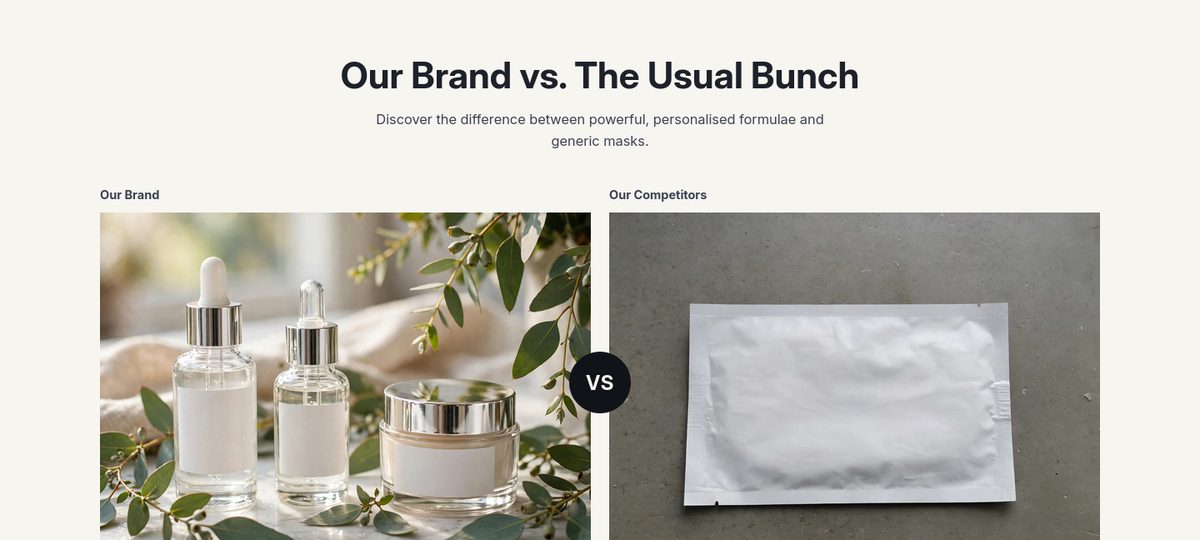 Our Brand vs. The Usual Bunch
Discover the difference between powerful, personalised formulae and
generic masks.
Our Brand
Our Competitors
VS